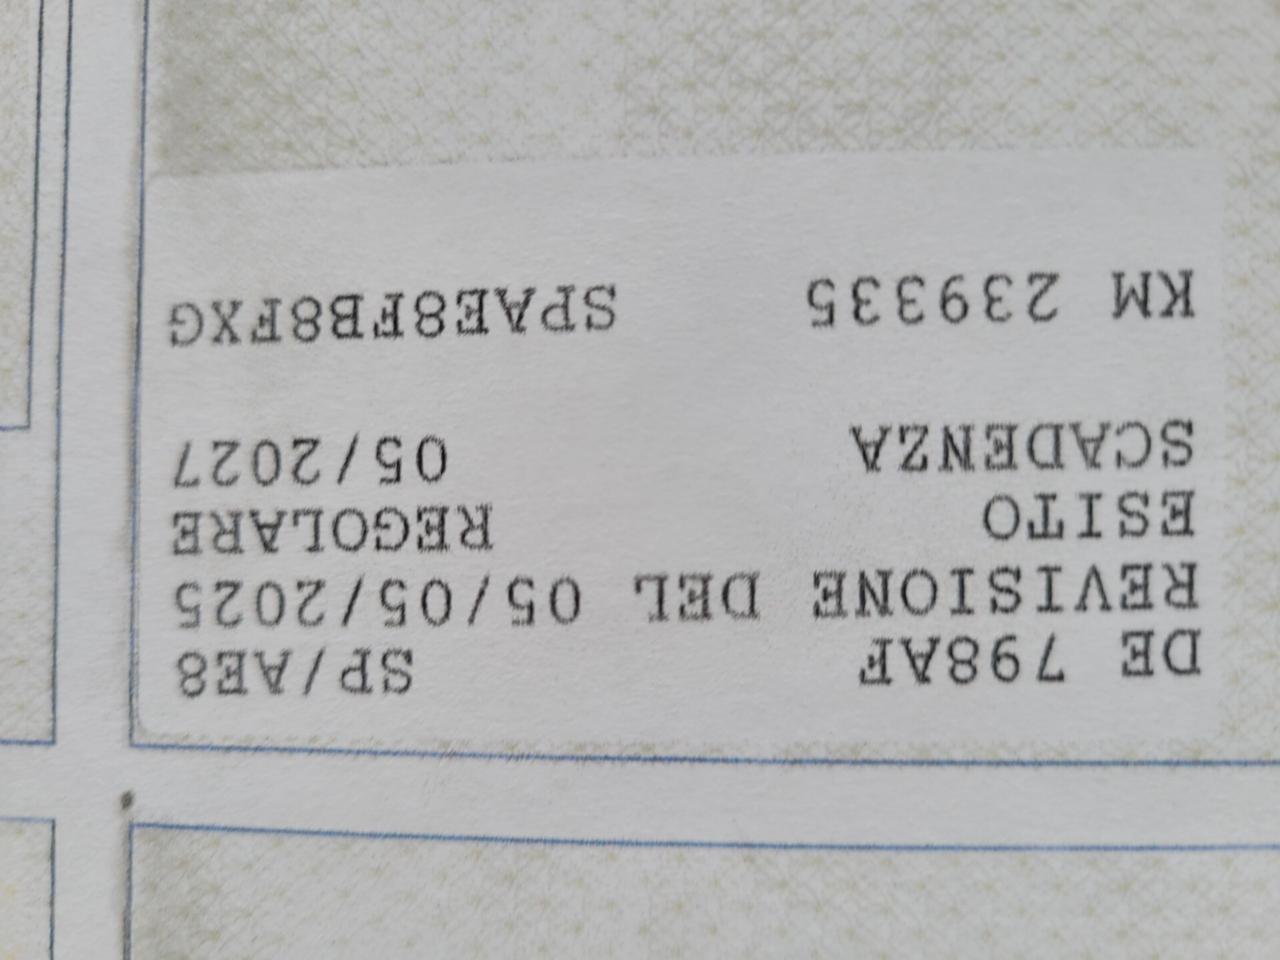 DE 798AF SP/AE8
REVISIONE DEL 05/05/2025
ESITO REGOLARE
SCADENZA 05/2027
KM 239335 SPAE8FB8FXG